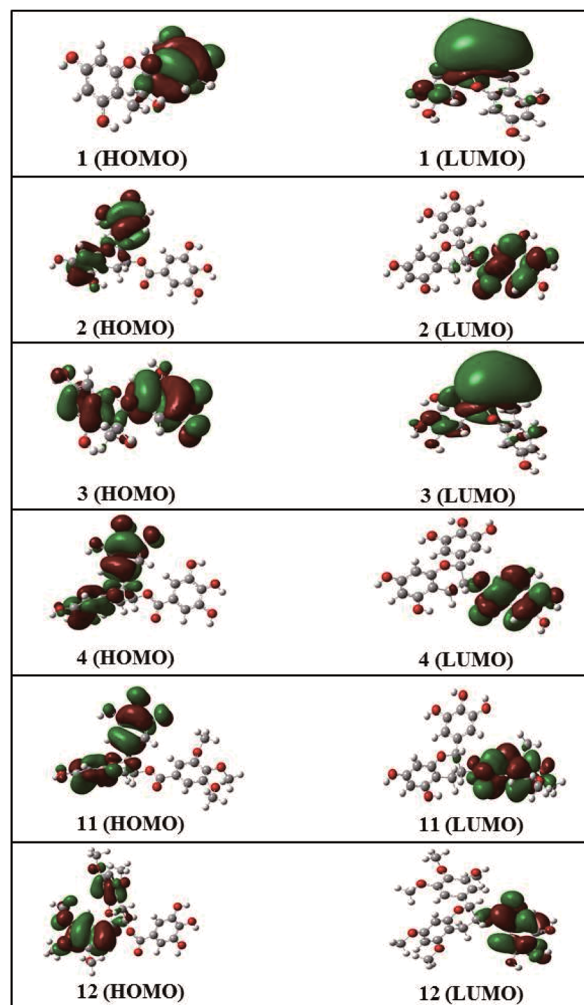 1 (HOMO)
1 (LUMO)
2 (HOMO)
2 (LUMO)
3 (HOMO)
3 (LUMO)
4 (HOMO)
4 (LUMO)
11 (HOMO)
11 (LUMO)
12 (HOMO)
12 (LUMO)